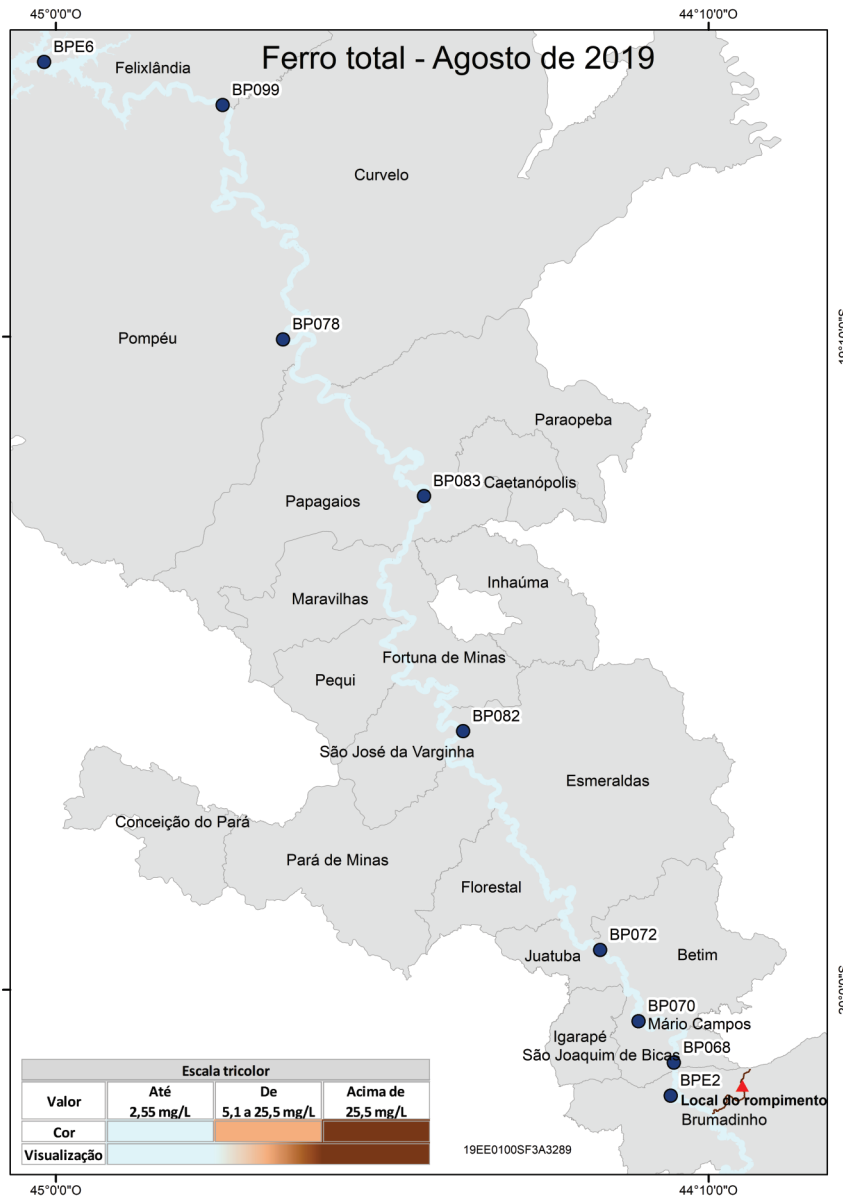 45°0'0"O 44°10'0"O
Ferro total - Agosto de 2019
BPE6
Felixlândia
BP099
Curvelo
BP078
Pompéu
Paraopeba
BP083
Caetanópolis
Papagaios
Inhaúma
Maravilhas
Fortuna de Minas
Pequi
BP082
São José da Varginha
Esmeraldas
Conceição do Pará
Pará de Minas
Florestal
BP072
Juatuba
Betim
BP070
Mário Campos
Igarapé
BP068
São Joaquim de Bicas
BPE2
Local do rompimento
Brumadinho
Escala tricolor
Valor
Até
2,55 mg/L
De
5,1 a 25,5 mg/L
Acima de
25,5 mg/L
Cor
Visualização
19EE0100SF3A3289
45°0'0"O 44°10'0"O